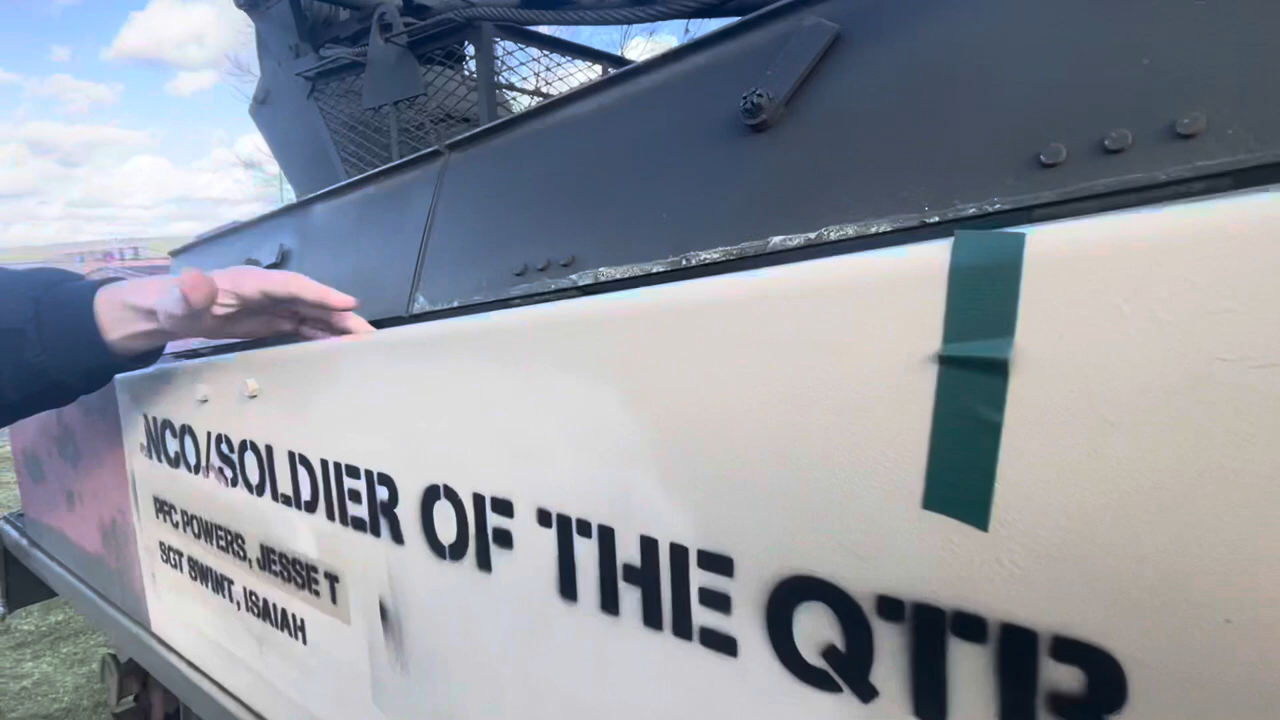 NCO/SOLDIER OF THE QTR
PFC POWERS, JESSE T
SGT SWINT, ISAIAH